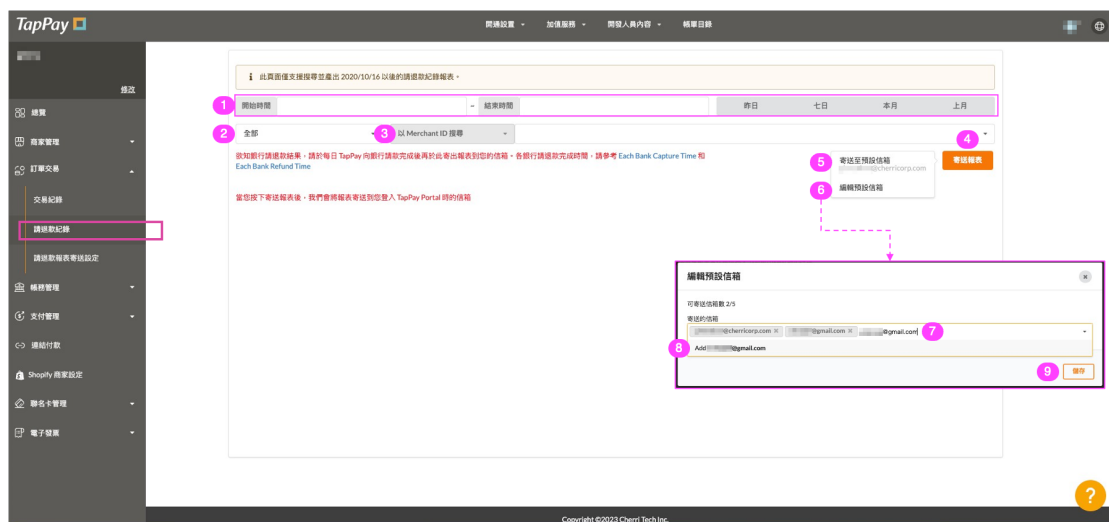 TapPay
開通設置
加值服務
開發人員內容
帳單目錄
修改
總覽
商家管理
訂單交易
交易紀錄
請退款紀錄
請退款報表寄送設定
帳務管理
支付管理
連結付款
Shopify 商家設定
聯名卡管理
電子發票
此頁面僅支援搜尋並產出 2020/10/16 以後的請退款紀錄報表。
1 開始時間 ~ 結束時間 昨日 七日 本月 上月
2 全部 3 以 Merchant ID 搜尋 4
欲知銀行請退款結果,請於每日 TapPay 向銀行請款完成後再於此寄出報表到您的信箱。各銀行請退款完成時間,請參考 Each Bank Capture Time 和
Each Bank Refund Time
當您按下寄送報表後,我們會將報表寄送到您登入 TapPay Portal 時的信箱
5 寄送至預設信箱
@cherricorp.com
寄送報表
6 編輯預設信箱
編輯預設信箱
可寄送信箱數 2/5
寄送的信箱
@cherricorp.com × @gmail.com × @gmail.com 7
8 Add @gmail.com
9 儲存
?
Copyright ©2023 Cherri Tech Inc.